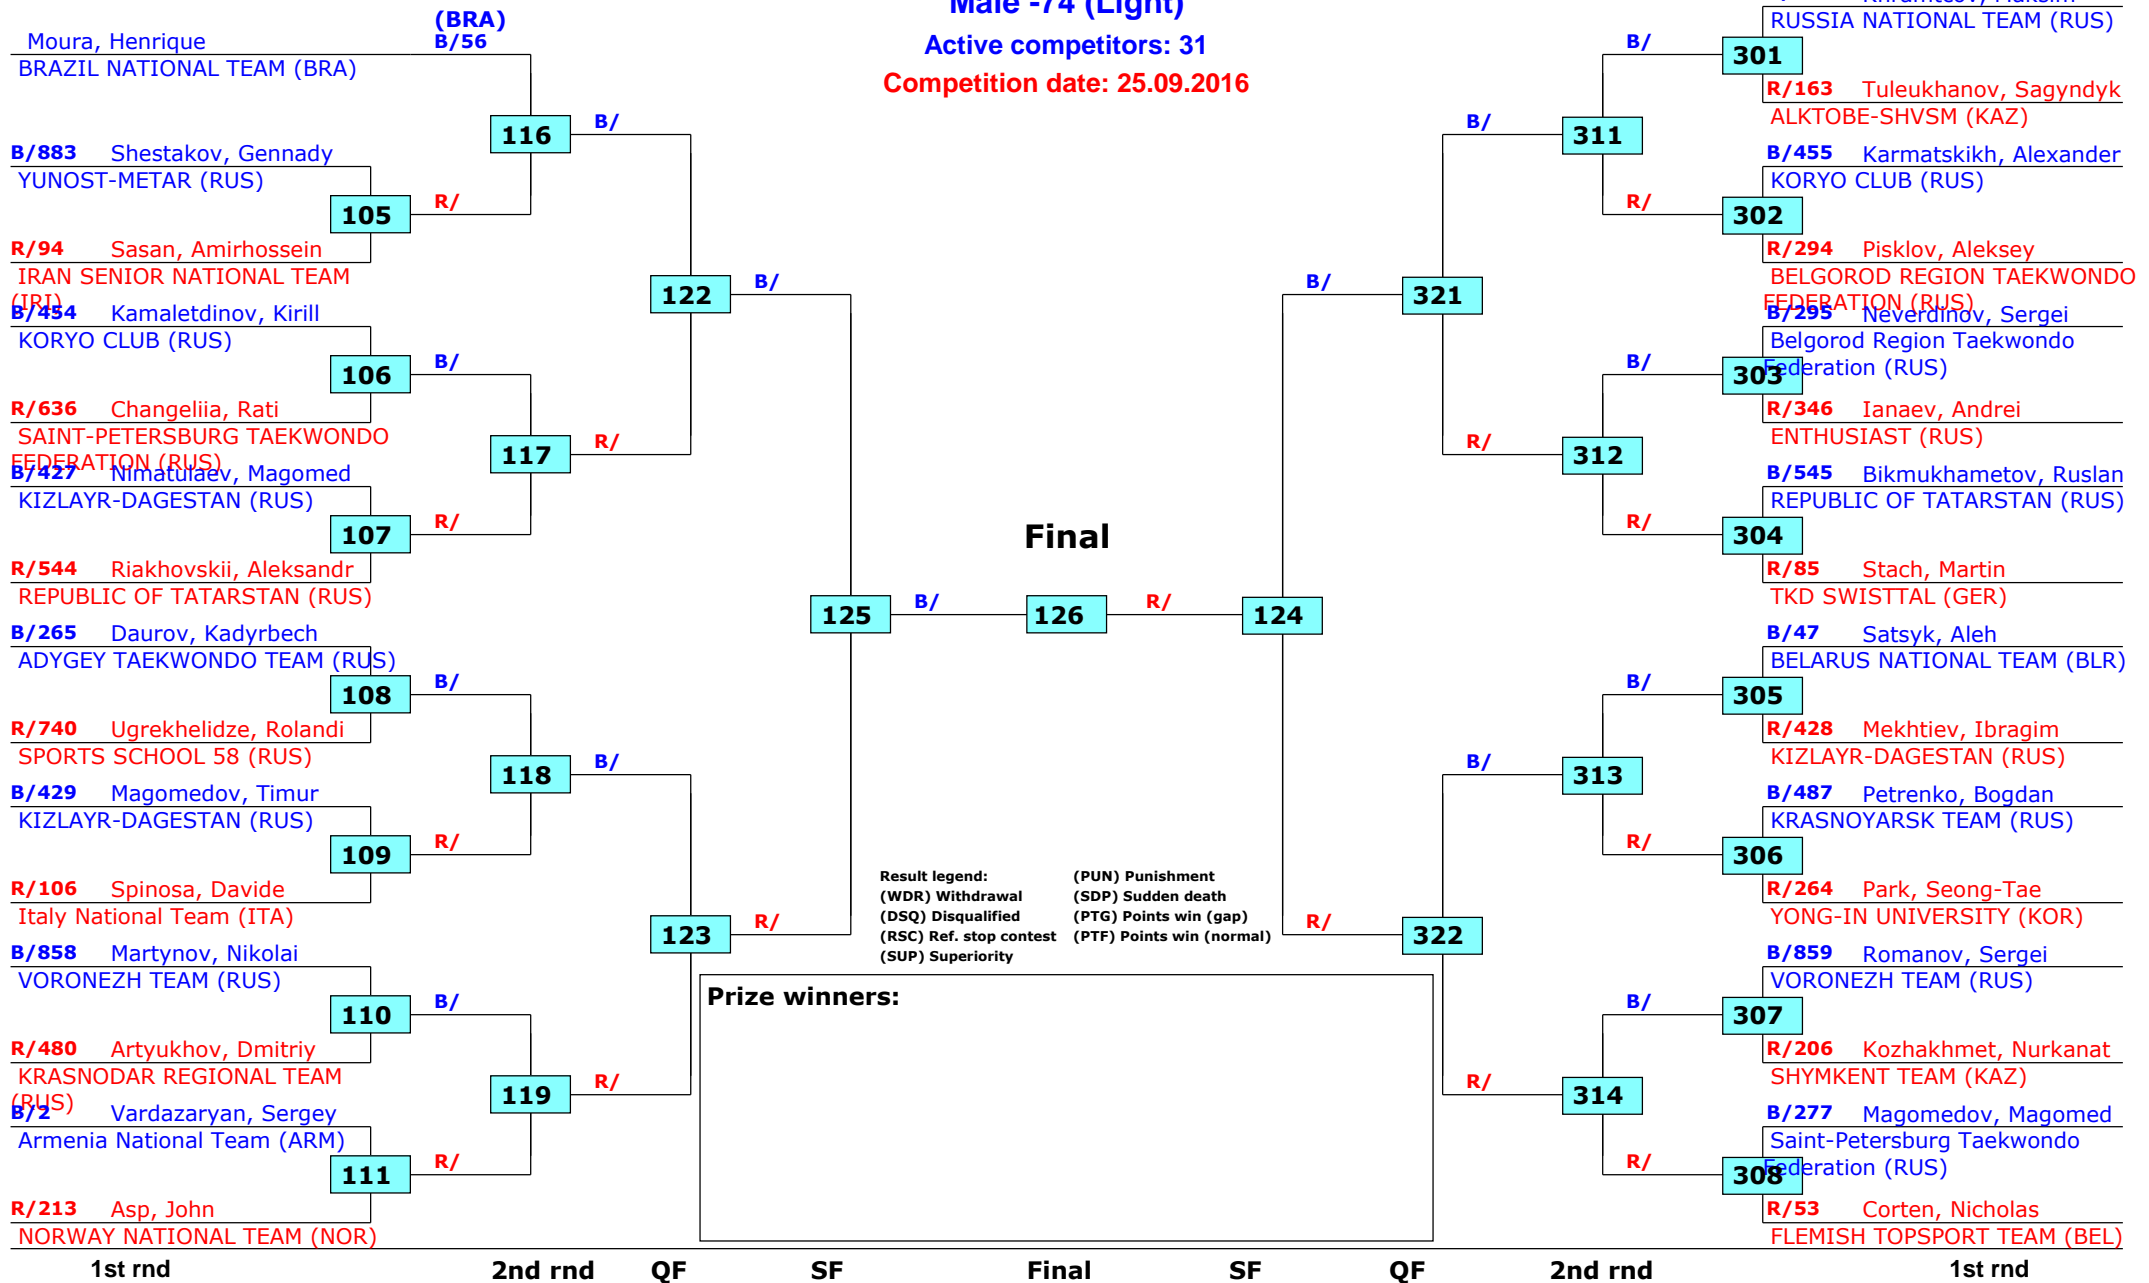 Male -74 (Light)
Active competitors: 31
Competition date: 25.09.2016
(BRA)
Moura, Henrique
B/56
BRAZIL NATIONAL TEAM (BRA)
B/883 Shestakov, Gennady
YUNOST-METAR (RUS)
R/94 Sasan, Amirhossein
IRAN SENIOR NATIONAL TEAM
(IRI)
B/454 Kamaletdinov, Kirill
KORYO CLUB (RUS)
R/636 Changeliia, Rati
SAINT-PETERSBURG TAEKWONDO
FEDERATION (RUS)
B/427 Nimatulaev, Magomed
KIZLAYR-DAGESTAN (RUS)
R/544 Riakhovskii, Aleksandr
REPUBLIC OF TATARSTAN (RUS)
B/265 Daurov, Kadyrbech
ADYGEY TAEKWONDO TEAM (RUS)
R/740 Ugrekhelidze, Rolandi
SPORTS SCHOOL 58 (RUS)
B/429 Magomedov, Timur
KIZLAYR-DAGESTAN (RUS)
R/106 Spinosa, Davide
Italy National Team (ITA)
B/858 Martynov, Nikolai
VORONEZH TEAM (RUS)
R/480 Artyukhov, Dmitriy
KRASNODAR REGIONAL TEAM
(RUS)
B/2 Vardazaryan, Sergey
Armenia National Team (ARM)
R/213 Asp, John
NORWAY NATIONAL TEAM (NOR)
105
106
107
108
109
110
111
R/
B/
R/
B/
R/
B/
R/
116
117
118
119
B/
R/
B/
R/
122
123
B/
R/
125
B/
Final
126
R/
124
B/
R/
321
322
B/
R/
B/
R/
311
312
313
314
B/
R/
B/
R/
B/
R/
B/
R/
301
302
303
304
305
306
307
308
RUSSIA NATIONAL TEAM (RUS)
R/163 Tuleukhanov, Sagyndyk
ALKTOBE-SHVSM (KAZ)
B/455 Karmatskikh, Alexander
KORYO CLUB (RUS)
R/294 Pisklov, Aleksey
BELGOROD REGION TAEKWONDO
FEDERATION (RUS)
B/295 Neverdinov, Sergei
Belgorod Region Taekwondo
Federation (RUS)
R/346 Ianaev, Andrei
ENTHUSIAST (RUS)
B/545 Bikmukhametov, Ruslan
REPUBLIC OF TATARSTAN (RUS)
R/85 Stach, Martin
TKD SWISTTAL (GER)
B/47 Satsyk, Aleh
BELARUS NATIONAL TEAM (BLR)
R/428 Mekhtiev, Ibragim
KIZLAYR-DAGESTAN (RUS)
B/487 Petrenko, Bogdan
KRASNOYARSK TEAM (RUS)
R/264 Park, Seong-Tae
YONG-IN UNIVERSITY (KOR)
B/859 Romanov, Sergei
VORONEZH TEAM (RUS)
R/206 Kozhakhmet, Nurkanat
SHYMKENT TEAM (KAZ)
B/277 Magomedov, Magomed
Saint-Petersburg Taekwondo
Federation (RUS)
R/53 Corten, Nicholas
FLEMISH TOPSPORT TEAM (BEL)
Result legend: (PUN) Punishment
(WDR) Withdrawal (SDP) Sudden death
(DSQ) Disqualified (PTG) Points win (gap)
(RSC) Ref. stop contest (PTF) Points win (normal)
(SUP) Superiority
Prize winners:
1st rnd 2nd rnd QF SF Final SF QF 2nd rnd 1st rnd